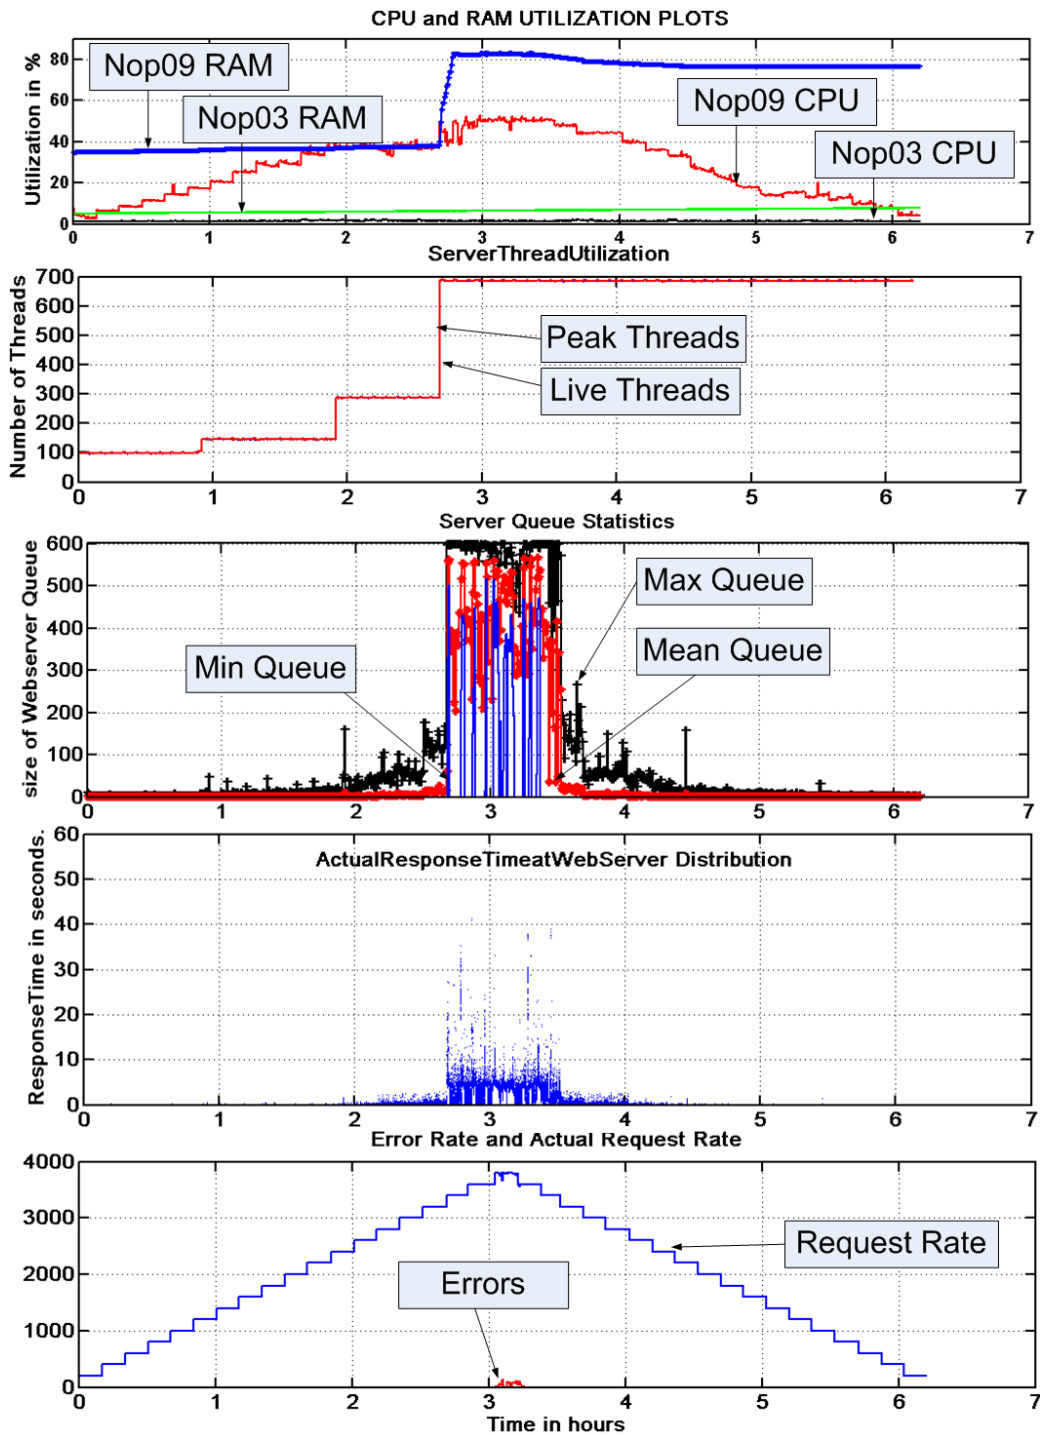 CPU and RAM UTILIZATION PLOTS
Utilization in %
80
60
40
20
0
Nop09 RAM
Nop03 RAM
Nop09 CPU
Nop03 CPU
0 1 2 3 4 5 6 7
ServerThreadUtilization
Number of Threads
700
600
500
400
300
200
100
0
Peak Threads
Live Threads
0 1 2 3 4 5 6 7
Server Queue Statistics
size of Webserver Queue
600
500
400
300
200
100
0
Max Queue
Mean Queue
Min Queue
0 1 2 3 4 5 6 7
ActualResponseTimeatWebServer Distribution
ResponseTime in seconds.
60
50
40
30
20
10
0
0 1 2 3 4 5 6 7
Error Rate and Actual Request Rate
4000
3000
2000
1000
0
Request Rate
Errors
0 1 2 3 4 5 6 7
Time in hours